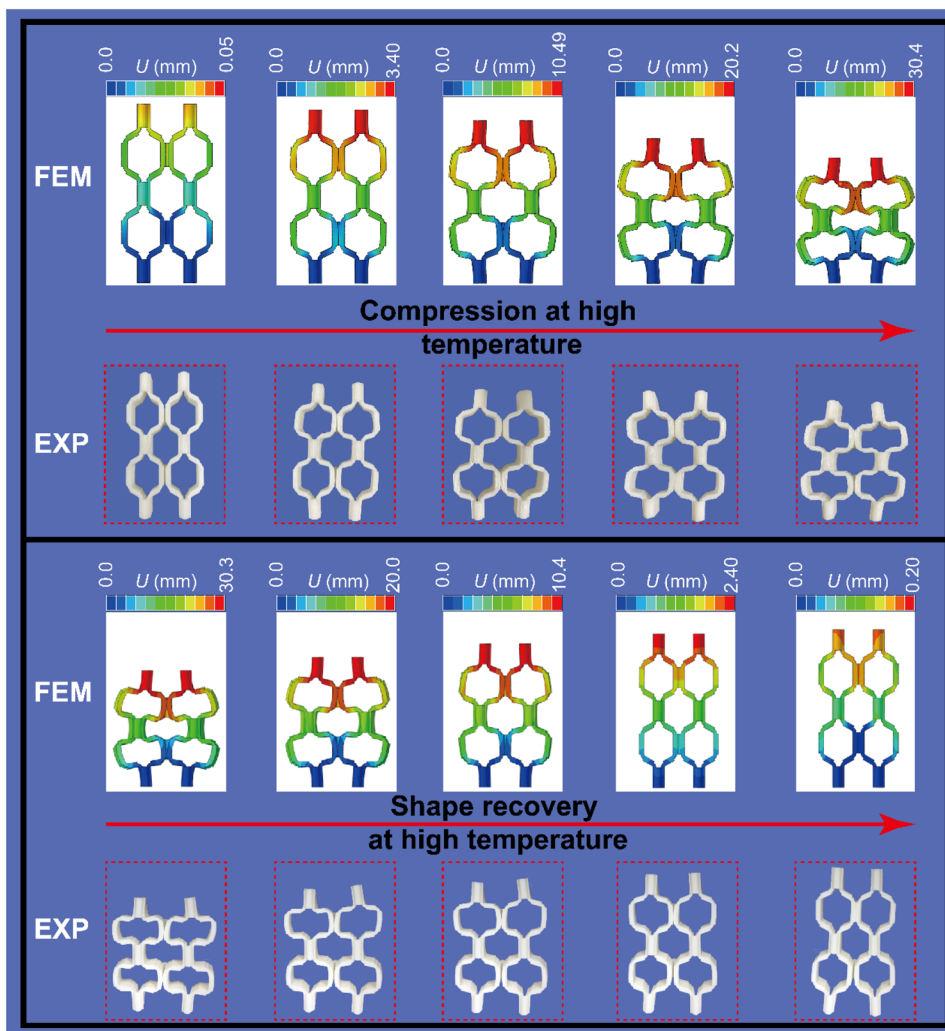 0.0 U (mm) 0.05
0.0 U (mm) 3.40
0.0 U (mm) 10.49
0.0 U (mm) 20.2
0.0 U (mm) 30.4
FEM
Compression at high
temperature
EXP
0.0 U (mm) 30.3
0.0 U (mm) 20.0
0.0 U (mm) 10.4
0.0 U (mm) 2.40
0.0 U (mm) 0.20
FEM
Shape recovery
at high temperature
EXP